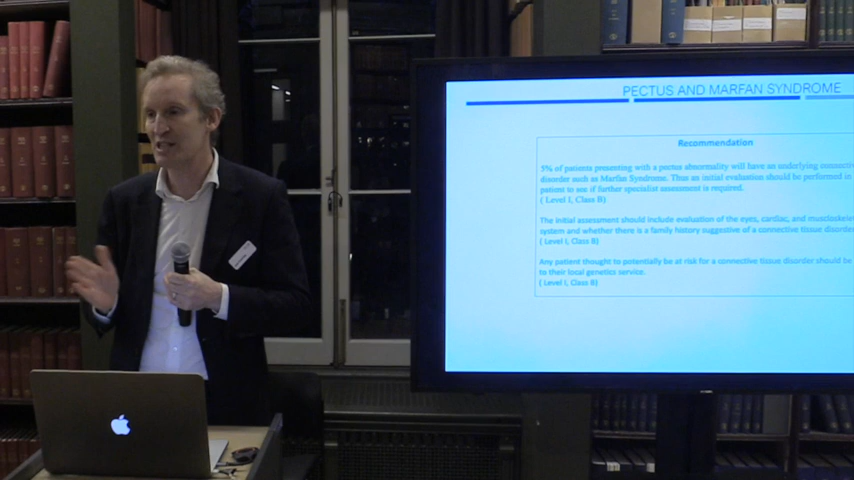 PECTUS AND MARFAN SYNDROME
Recommendation
5% of patients presenting with a pectus abnormality will have an underlying
disorder such as Marfan Syndrome. Thus an initial evaluation should be performed in
patient to see if further specialist assessment is required.
( Level I, Class B)
The initial assessment should include evaluation of the eyes, cardiac, and
system and whether there is a family history suggestive of a connective tissue
( Level I, Class B)
Any patient thought to potentially be at risk for a connective tissue disorder should be
to their local genetics service.
( Level I, Class B)